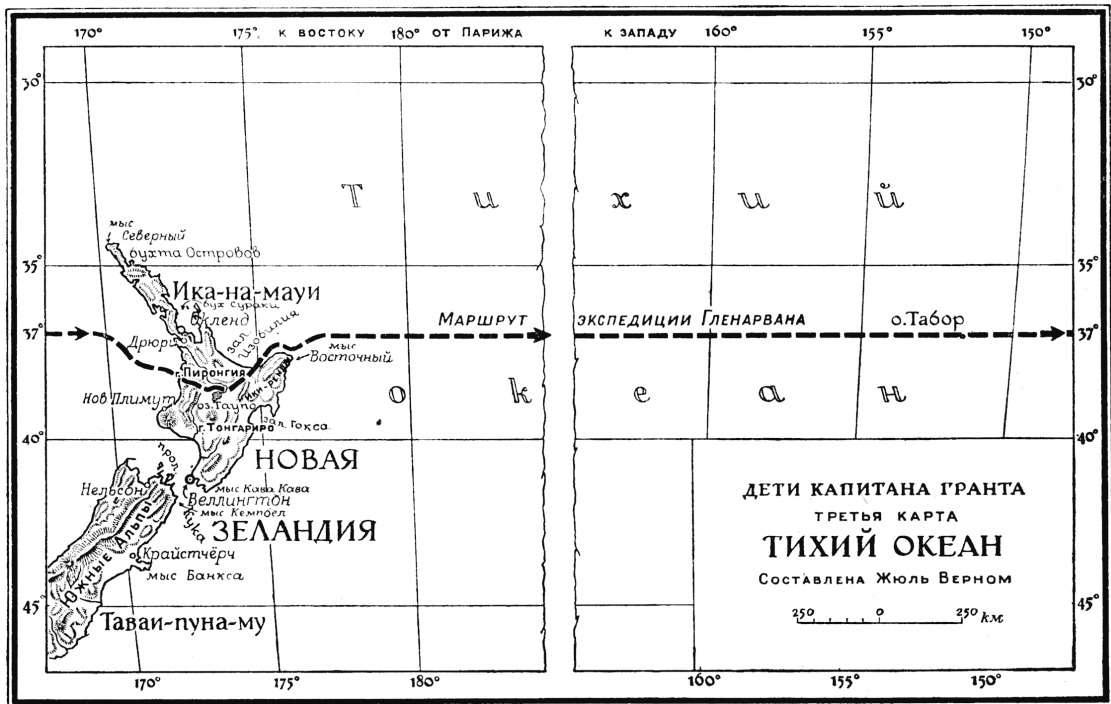 170° 175° К ВОСТОКУ 180° ОТ ПАРИЖА К ЗАПАДУ 160° 155° 150°
30° 30°
Т и х и й
мыс
Северный
бухта Островов
35° 35°
Ика-на-мауи
бух Сураки
Окленд
зал. Изобилия
37° МАРШРУТ ЭКСПЕДИЦИИ ГЛЕНАРВАНА о.Табор 37°
Дрюри
мыс
Восточный
г. Пиронгия
Ики-Ренды
Нов Плимут
оз. Таупо
о к е а н
г. Тонгариро
зал. Гокса
40° 40°
прол. Кука
НОВАЯ
Нельсон
мыс Кава Кава
Веллингтон
мыс Кемпбел
ЗЕЛАНДИЯ
Южные Альпы
Крайстчёрч
мыс Банкса
45° 45°
Таваи-пуна-му
ДЕТИ КАПИТАНА ГРАНТА
ТРЕТЬЯ КАРТА
ТИХИЙ ОКЕАН
СОСТАВЛЕНА ЖЮЛЬ ВЕРНОМ
250 0 250 км
170° 175° 180° 160° 155° 150°